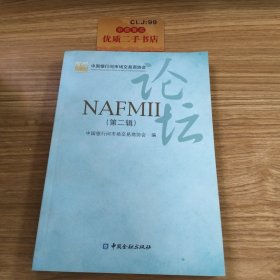 CLJ:99
优质二手书店
中国银行间市场交易商协会
论坛
NAFMII
(第二辑)
中国银行间市场交易商协会 编
中国金融出版社